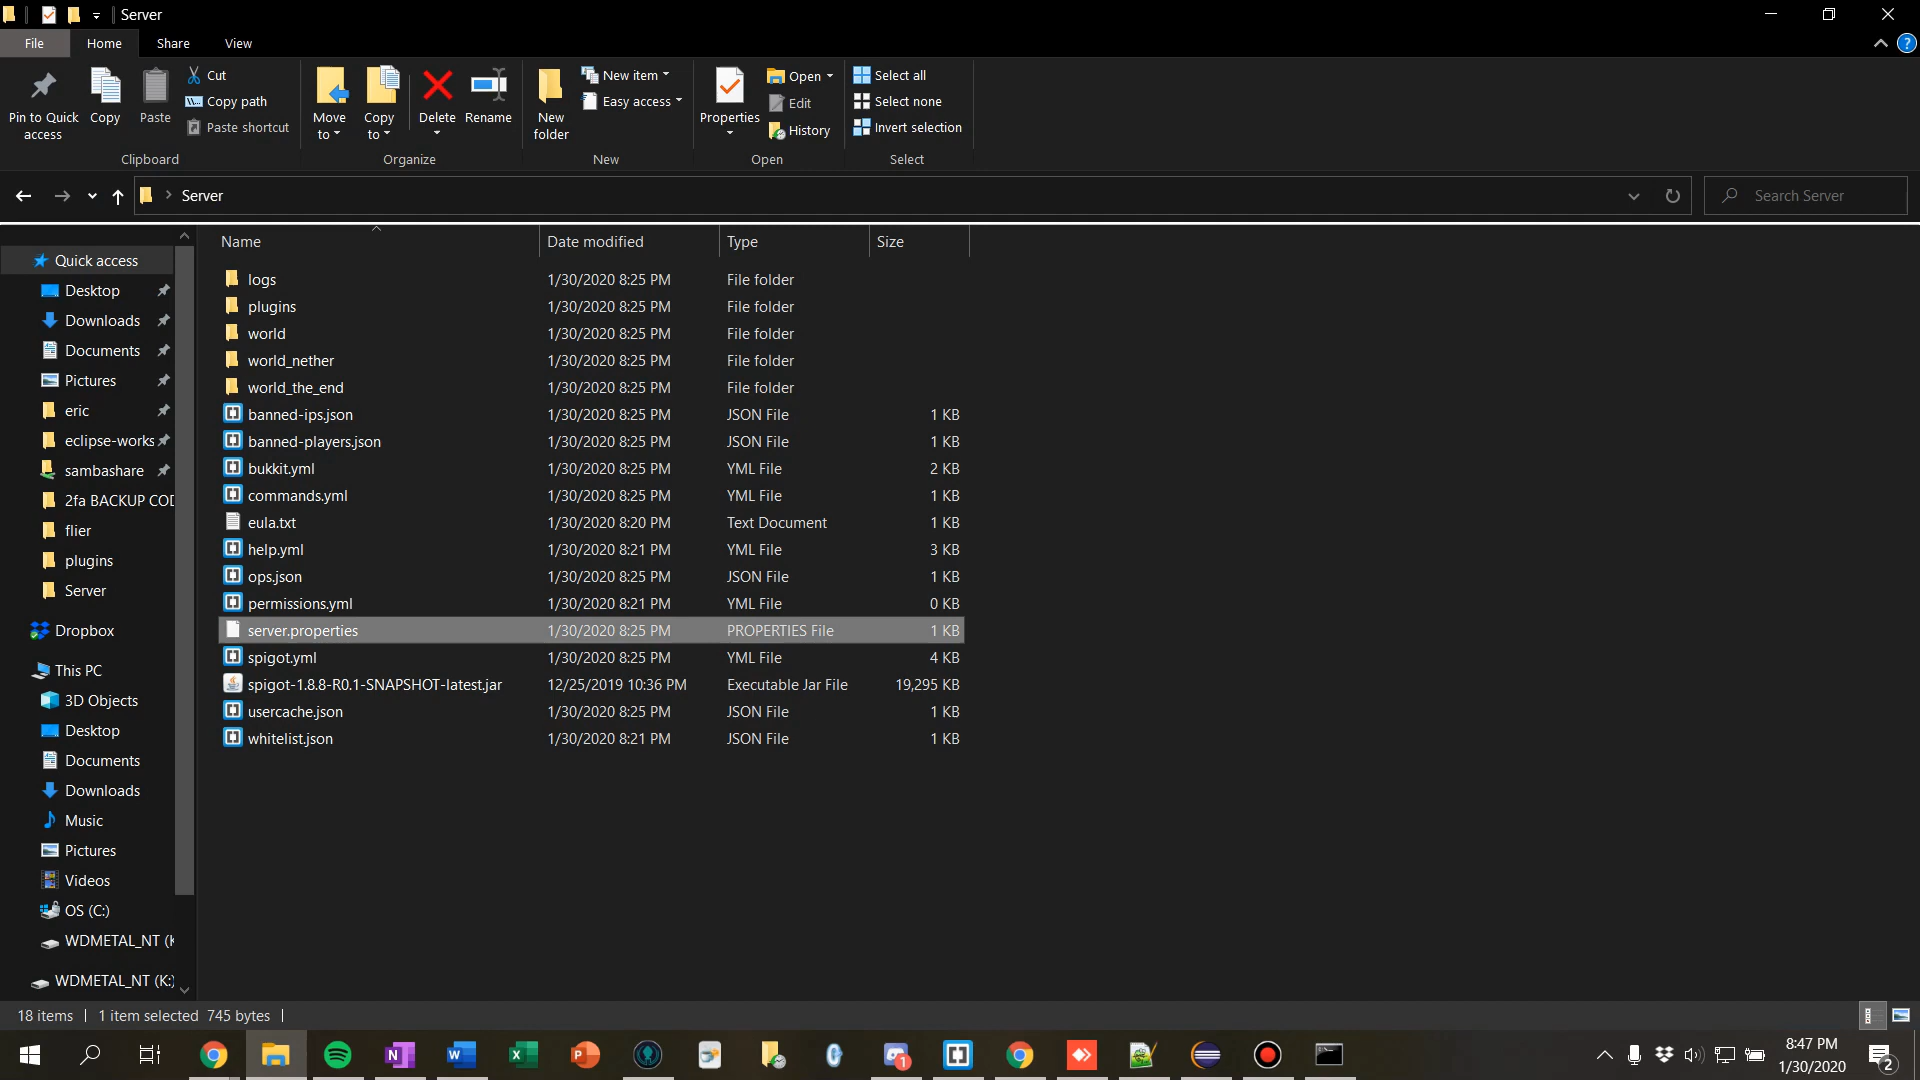 Server
File Home Share View
Pin to Quick access
Copy
Paste
Cut
Copy path
Paste shortcut
Clipboard
Move to
Copy to
Delete
Rename
Organize
New folder
New item
Easy access
New
Properties
Open
Edit
History
Open
Select all
Select none
Invert selection
Select
Server
Search Server
Quick access
Desktop
Downloads
Documents
Pictures
eric
eclipse-works
sambashare
2fa BACKUP COD
flier
plugins
Server
Dropbox
This PC
3D Objects
Desktop
Documents
Downloads
Music
Pictures
Videos
OS (C:)
WDMETAL_NT (K
WDMETAL_NT (K:)
Name Date modified Type Size
logs 1/30/2020 8:25 PM File folder
plugins 1/30/2020 8:25 PM File folder
world 1/30/2020 8:25 PM File folder
world_nether 1/30/2020 8:25 PM File folder
world_the_end 1/30/2020 8:25 PM File folder
banned-ips.json 1/30/2020 8:25 PM JSON File 1 KB
banned-players.json 1/30/2020 8:25 PM JSON File 1 KB
bukkit.yml 1/30/2020 8:25 PM YML File 2 KB
commands.yml 1/30/2020 8:25 PM YML File 1 KB
eula.txt 1/30/2020 8:20 PM Text Document 1 KB
help.yml 1/30/2020 8:21 PM YML File 3 KB
ops.json 1/30/2020 8:25 PM JSON File 1 KB
permissions.yml 1/30/2020 8:21 PM YML File 0 KB
server.properties 1/30/2020 8:25 PM PROPERTIES File 1 KB
spigot.yml 1/30/2020 8:25 PM YML File 4 KB
spigot-1.8.8-R0.1-SNAPSHOT-latest.jar 12/25/2019 10:36 PM Executable Jar File 19,295 KB
usercache.json 1/30/2020 8:25 PM JSON File 1 KB
whitelist.json 1/30/2020 8:21 PM JSON File 1 KB
18 items 1 item selected 745 bytes
8:47 PM
1/30/2020
2